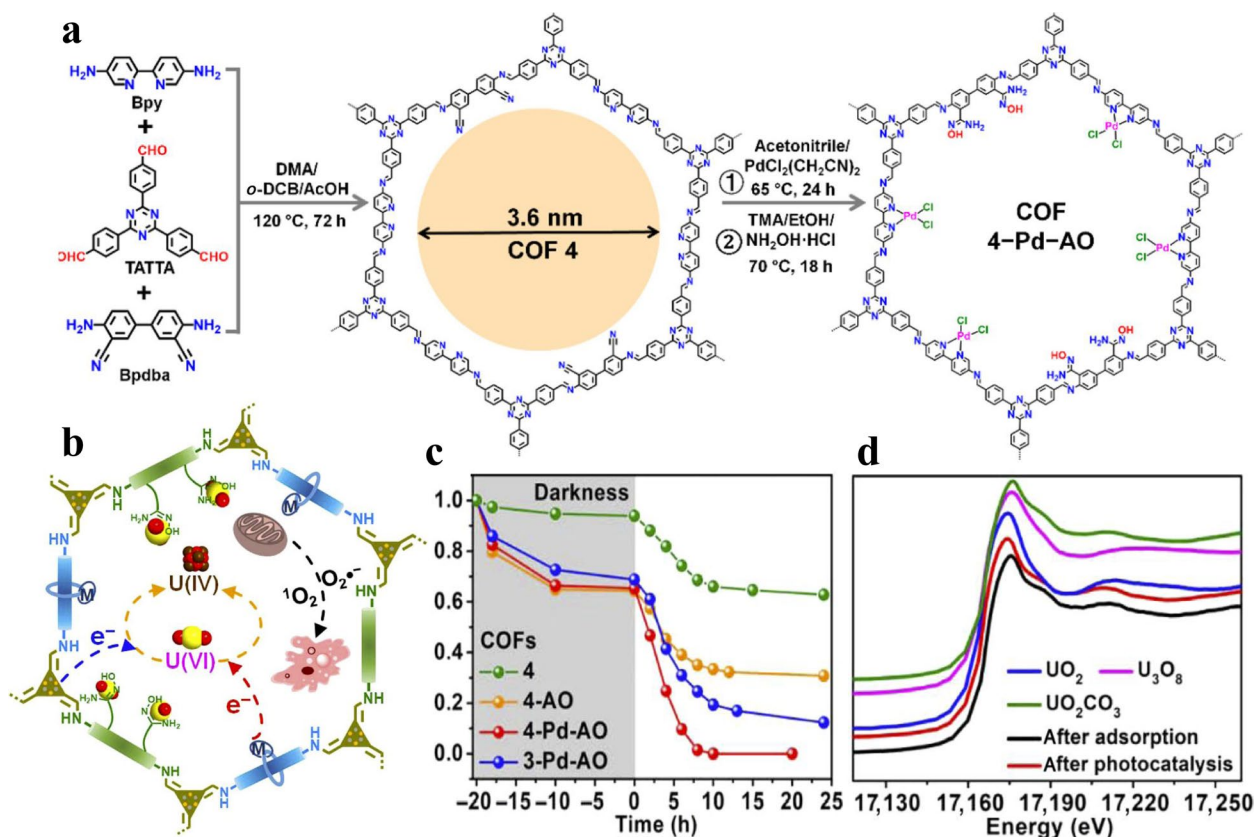 a
H₂N
NH₂
Bpy
+
CHO
CHO
CHO
TATTA
+
H₂N
NH₂
Bpdba
DMA/
o-DCB/AcOH
120 °C, 72 h
3.6 nm
COF 4
① Acetonitrile/
PdCl₂(CH₂CN)₂
65 °C, 24 h
② TMA/EtOH/
NH₂OH·HCl
70 °C, 18 h
COF
4−Pd−AO
b
U(IV)
U(VI)
e⁻
e⁻
¹O₂
O₂•⁻
M
M
M
c
Darkness
COFs
4
4-AO
4-Pd-AO
3-Pd-AO
1.0
0.8
0.6
0.4
0.2
0.0
−20 −15 −10 −5 0 5 10 15 20 25
Time (h)
d
UO₂ U₃O₈
UO₂CO₃
After adsorption
After photocatalysis
17,130 17,160 17,190 17,220 17,250
Energy (eV)